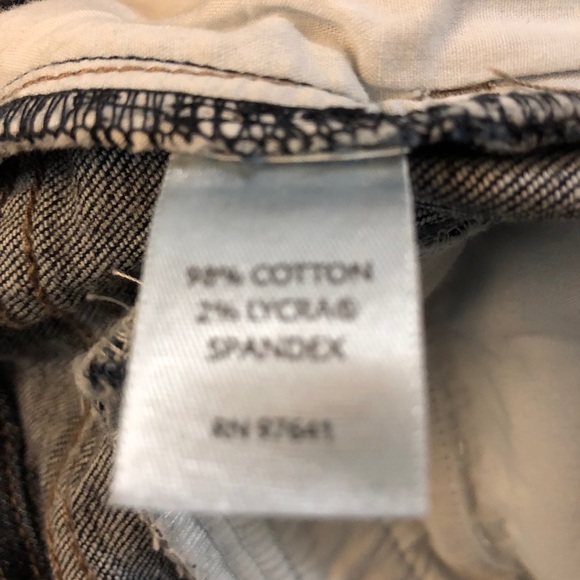 98% COTTON
2% LYCRA®
SPANDEX
RN 97641